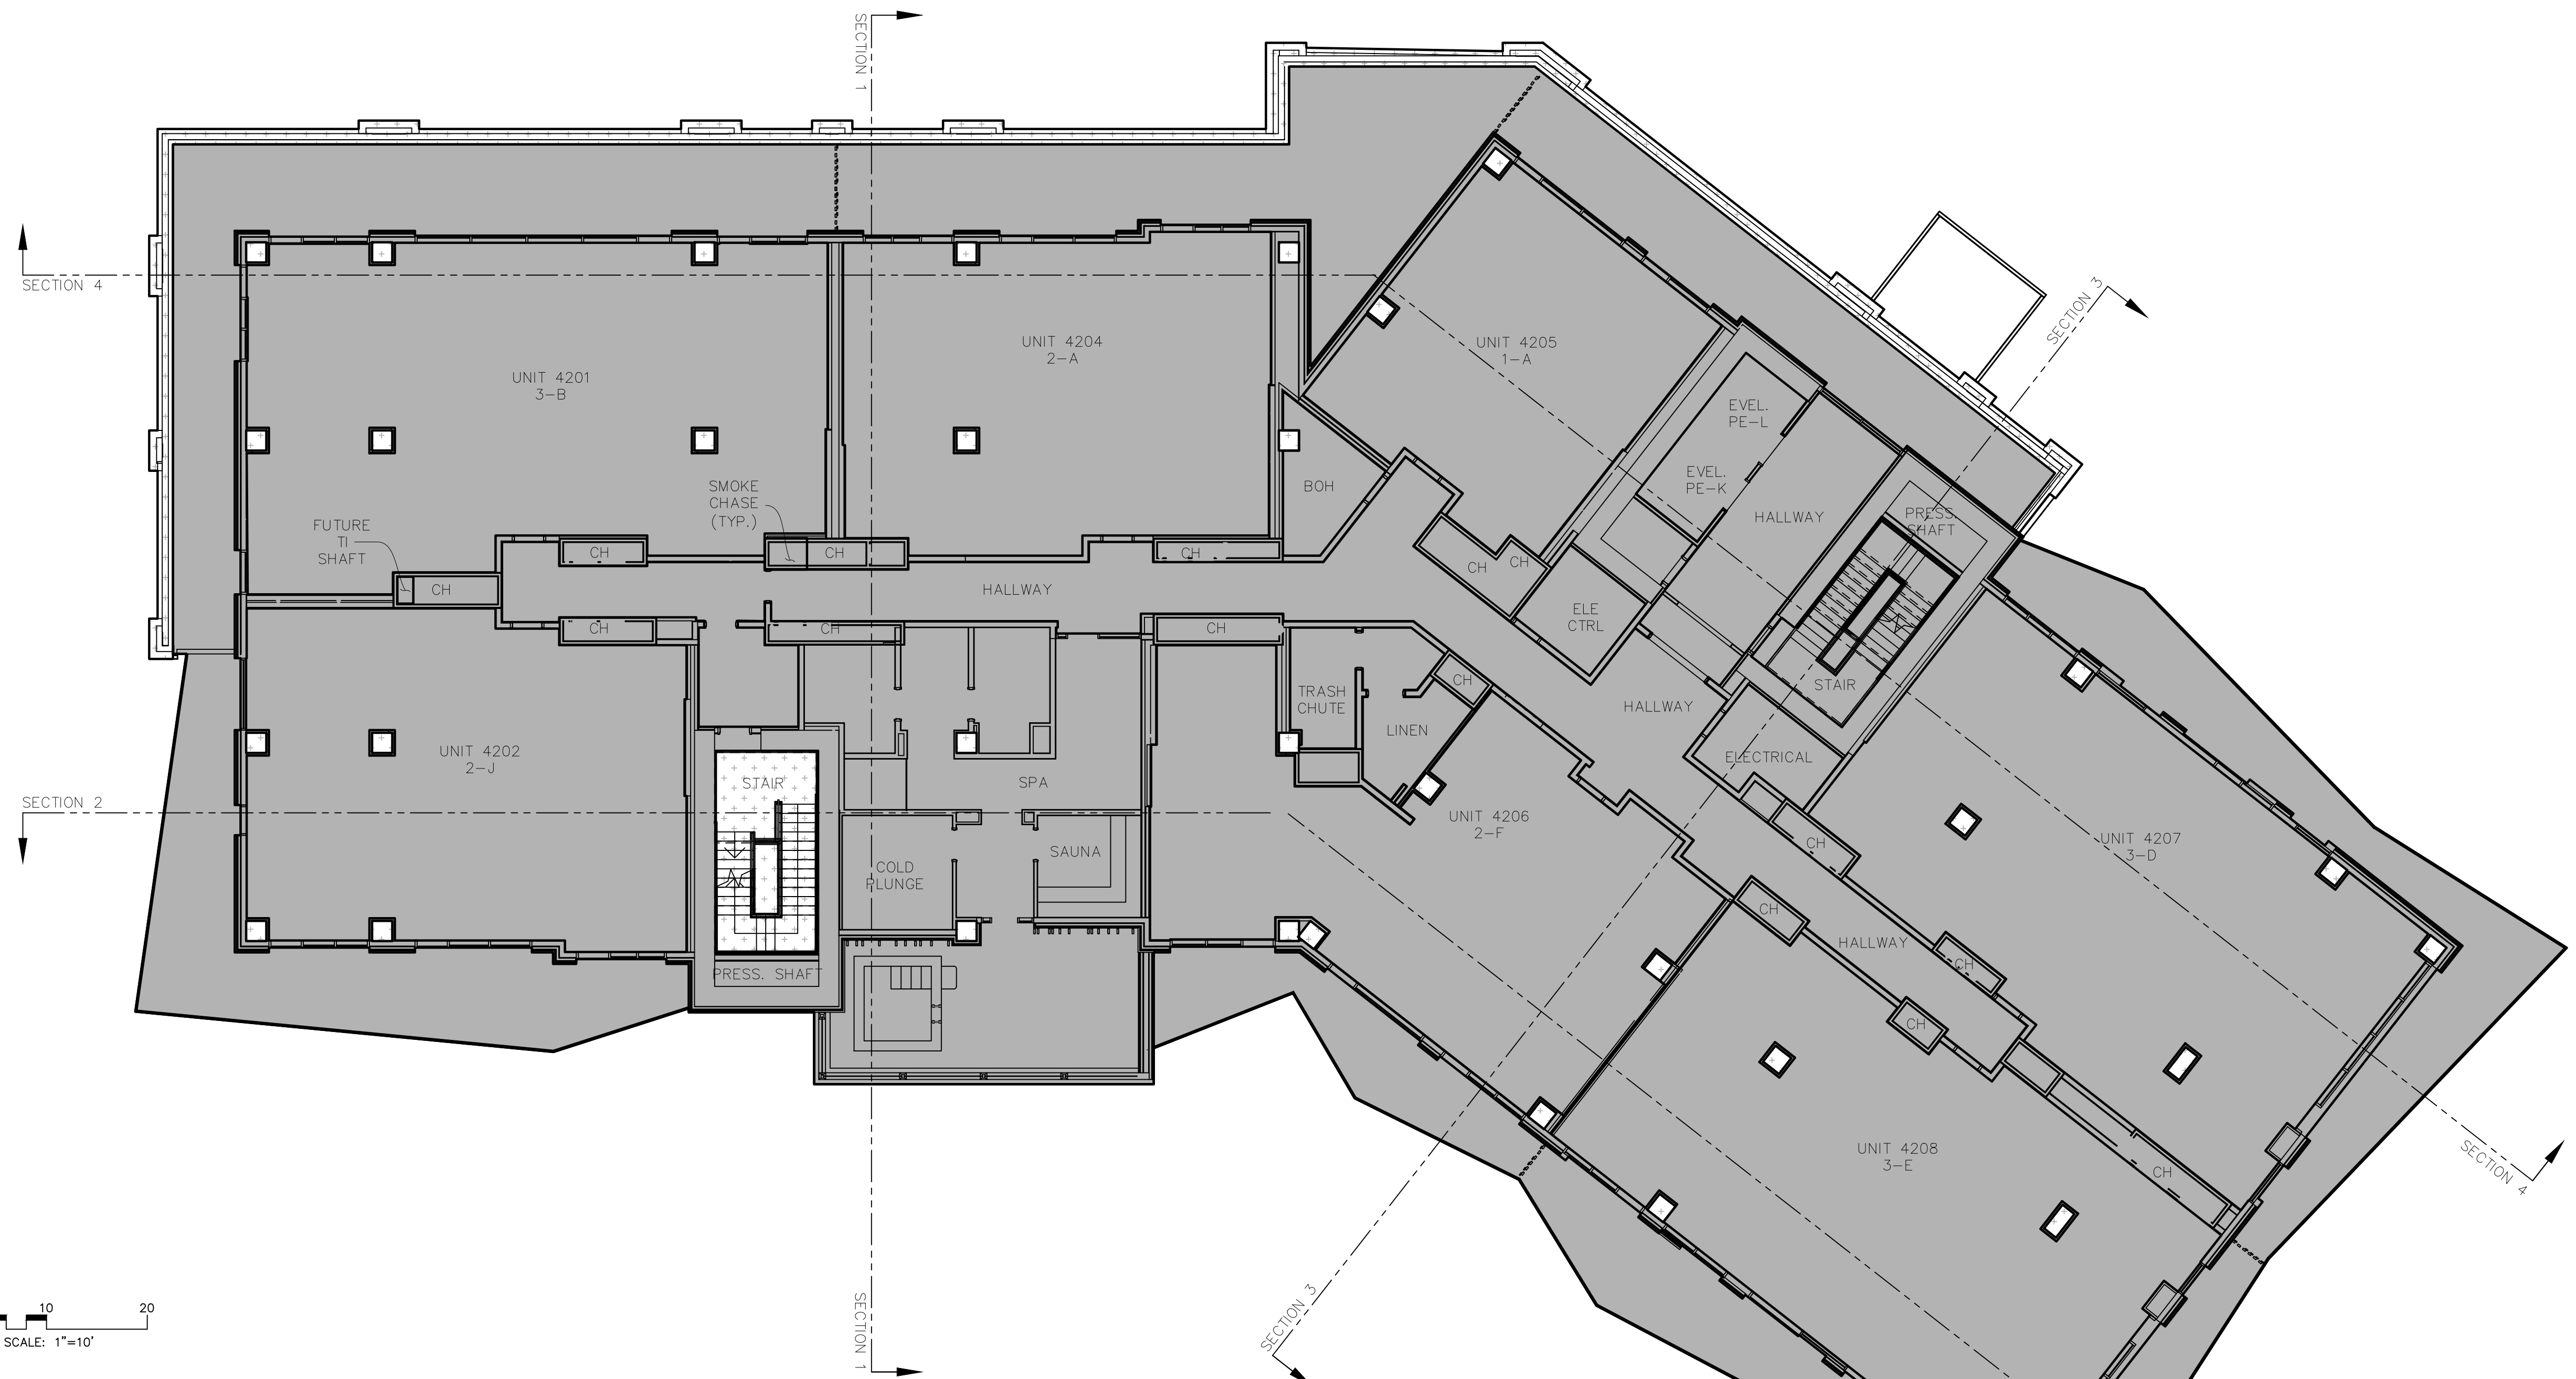 SECTION 1
SECTION 4
SECTION 3
UNIT 4204
2-A
UNIT 4205
1-A
UNIT 4201
3-B
EVEL.
PE-L
EVEL.
PE-K
SMOKE
CHASE
(TYP.)
BOH
HALLWAY
PRESS.
SHAFT
FUTURE
TI
SHAFT
CH
CH
CH
CH
CH
CH
HALLWAY
ELE
CTRL
CH
CH
CH
CH
STAIR
TRASH
CHUTE
LINEN
HALLWAY
UNIT 4202
2-J
STAIR
SPA
ELECTRICAL
SECTION 2
UNIT 4206
2-F
CH
UNIT 4207
3-D
SAUNA
COLD
PLUNGE
CH
HALLWAY
CH
PRESS. SHAFT
CH
UNIT 4208
3-E
CH
SECTION 4
10
20
SCALE: 1"=10'
SECTION 1
SECTION 3